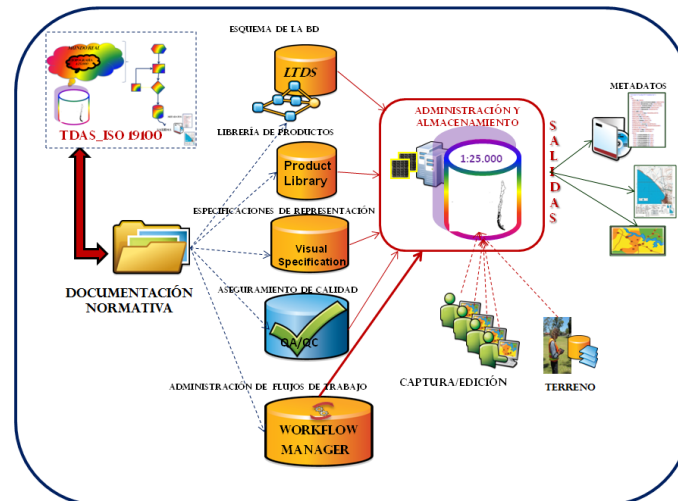 ESQUEMA DE LA BD
LTDS
TDAS_ISO 19100
LIBRERÍA DE PRODUCTOS
Product
Library
ESPECIFICACIONES DE REPRESENTACIÓN
Visual
Specification
DOCUMENTACIÓN
NORMATIVA
ASEGURAMIENTO DE CALIDAD
QA/QC
ADMINISTRACIÓN DE FLUJOS DE TRABAJO
WORKFLOW
MANAGER
ADMINISTRACIÓN Y
ALMACENAMIENTO
1:25.000
SALIDAS
METADATOS
CAPTURA/EDICIÓN
TERRENO